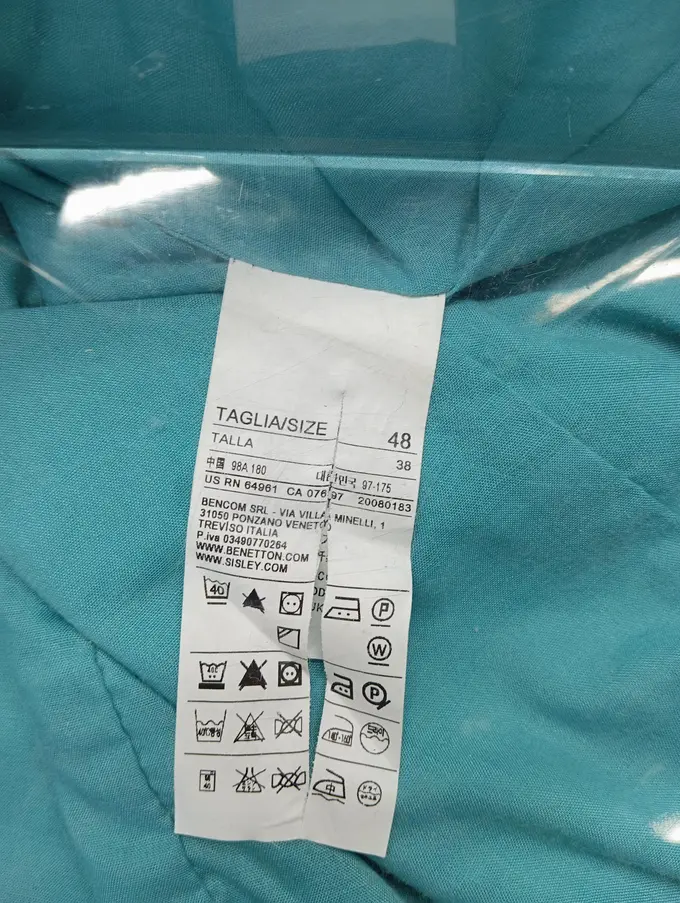 TAGLIA/SIZE 48
TALLA 38
中国 98A 180 대한민국 97-175
US RN 64961 CA 07697 20080183
BENCOM SRL - VIA VILLA MINELLI, 1
31050 PONZANO VENETO
TREVISO ITALIA
P.iva 03490770264
WWW.BENETTON.COM
WWW.SISLEY.COM
40
P
W
P
中